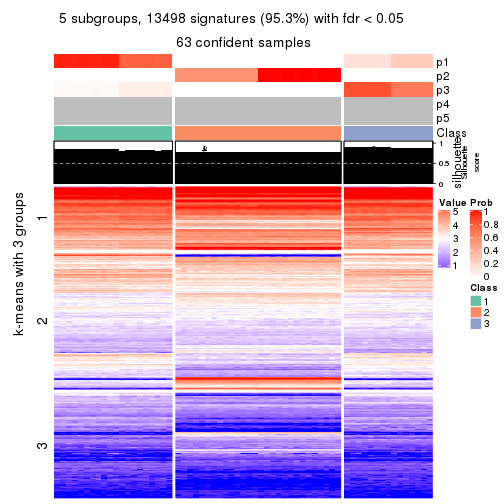 5 subgroups, 13498 signatures (95.3%) with fdr < 0.05
63 confident samples
p1
p2
p3
p4
p5
Class
1
0.5
0
silhouette
Silhouette
score
k-means with 3 groups
1
2
3
Value
5
4
3
2
1
Prob
1
0.8
0.6
0.4
0.2
0
Class
1
2
3